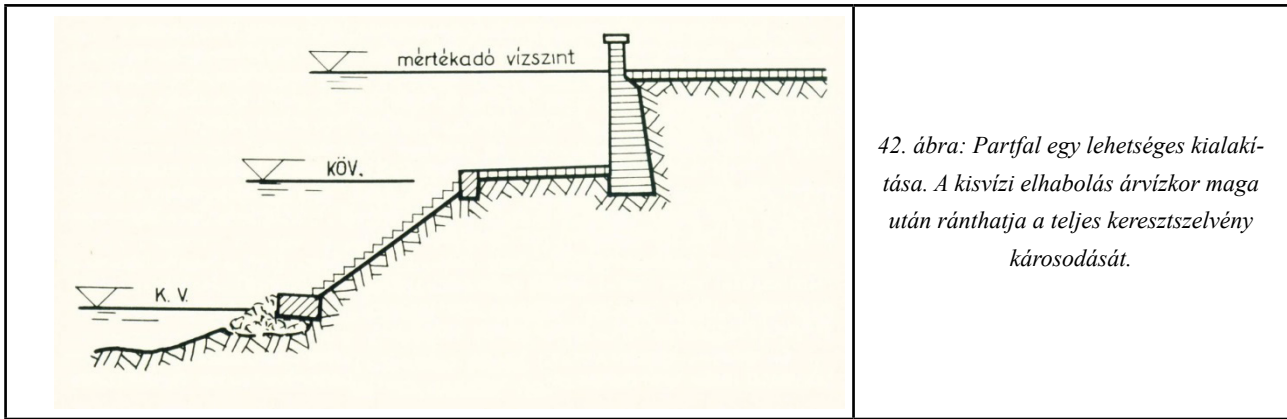 mértékadó vízszint
KÖV.
K. V.
42. ábra: Partfal egy lehetséges kialakí-
tása. A kisvízi elhabolás árvízkor maga
után ránthatja a teljes keresztszelvény
károsodását.